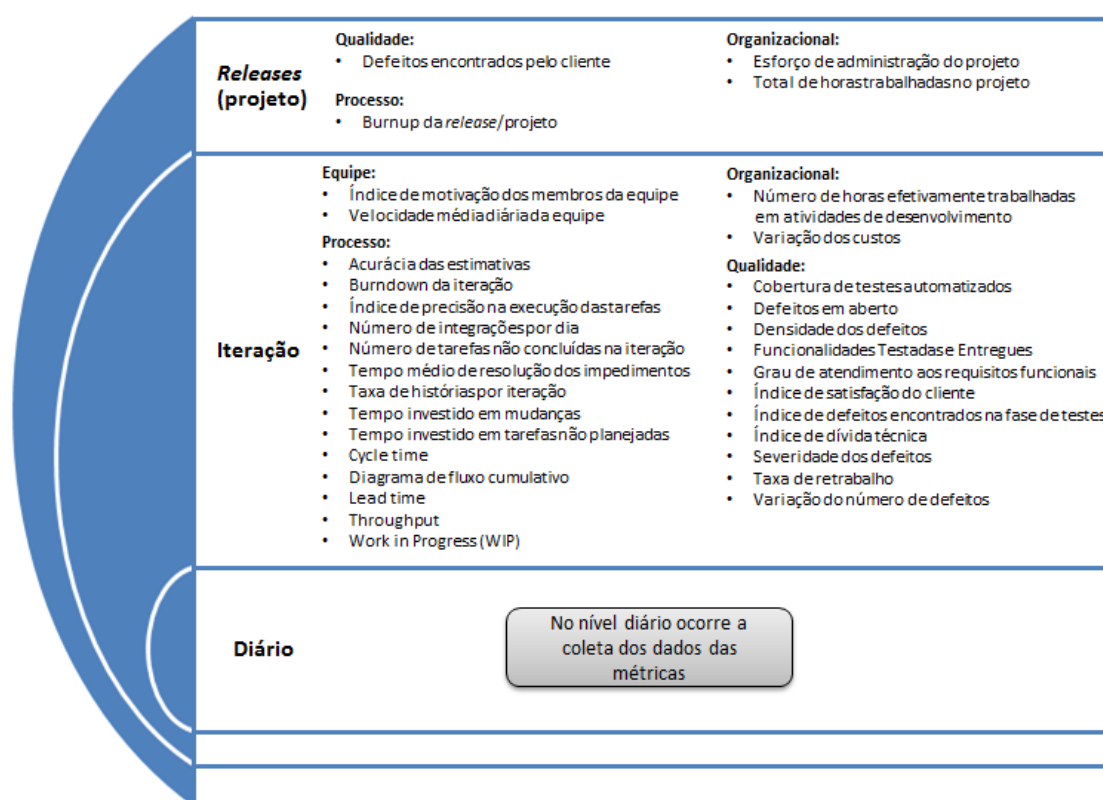 Releases
(projeto)
Qualidade:
• Defeitos encontrados pelo cliente
Processo:
• Burnup da release/projeto
Organizacional:
• Esforço de administração do projeto
• Total de horas trabalhadas no projeto
Iteração
Equipe:
• Índice de motivação dos membros da equipe
• Velocidade média diária da equipe
Processo:
• Acurácia das estimativas
• Burndown da iteração
• Índice de precisão na execução das tarefas
• Número de integrações por dia
• Número de tarefas não concluídas na iteração
• Tempo médio de resolução dos impedimentos
• Taxa de histórias por iteração
• Tempo investido em mudanças
• Tempo investido em tarefas não planejadas
• Cycle time
• Diagrama de fluxo cumulativo
• Lead time
• Throughput
• Work in Progress (WIP)
Organizacional:
• Número de horas efetivamente trabalhadas
em atividades de desenvolvimento
• Variação dos custos
Qualidade:
• Cobertura de testes automatizados
• Defeitos em aberto
• Densidade dos defeitos
• Funcionalidades Testadas e Entregues
• Grau de atendimento aos requisitos funcionais
• Índice de satisfação do cliente
• Índice de defeitos encontrados na fase de testes
• Índice de dívida técnica
• Severidade dos defeitos
• Taxa de retrabalho
• Variação do número de defeitos
Diário
No nível diário ocorre a
coleta dos dados das
métricas